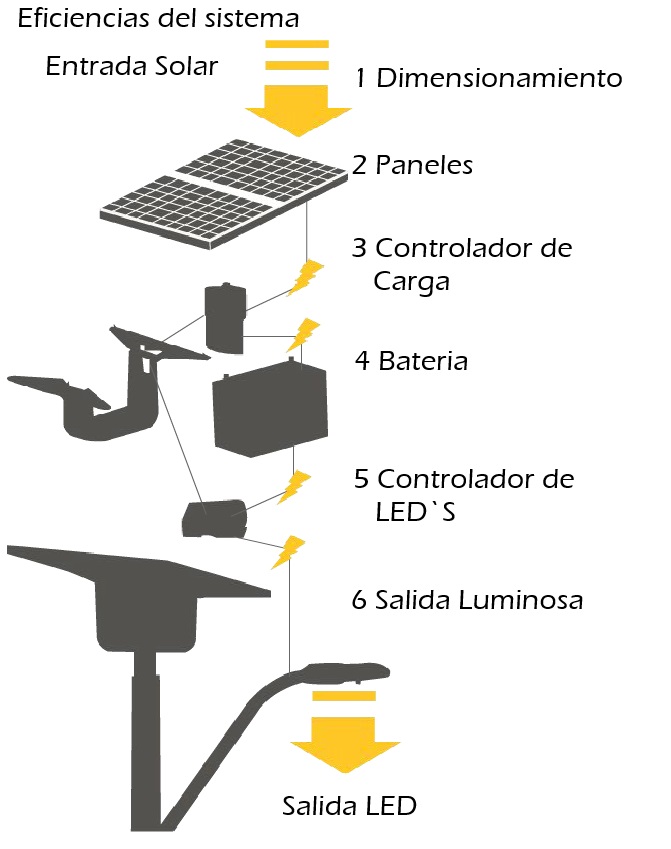 Eficiencias del sistema
Entrada Solar
1 Dimensionamiento
2 Paneles
3 Controlador de
Carga
4 Bateria
5 Controlador de
LED`S
6 Salida Luminosa
Salida LED